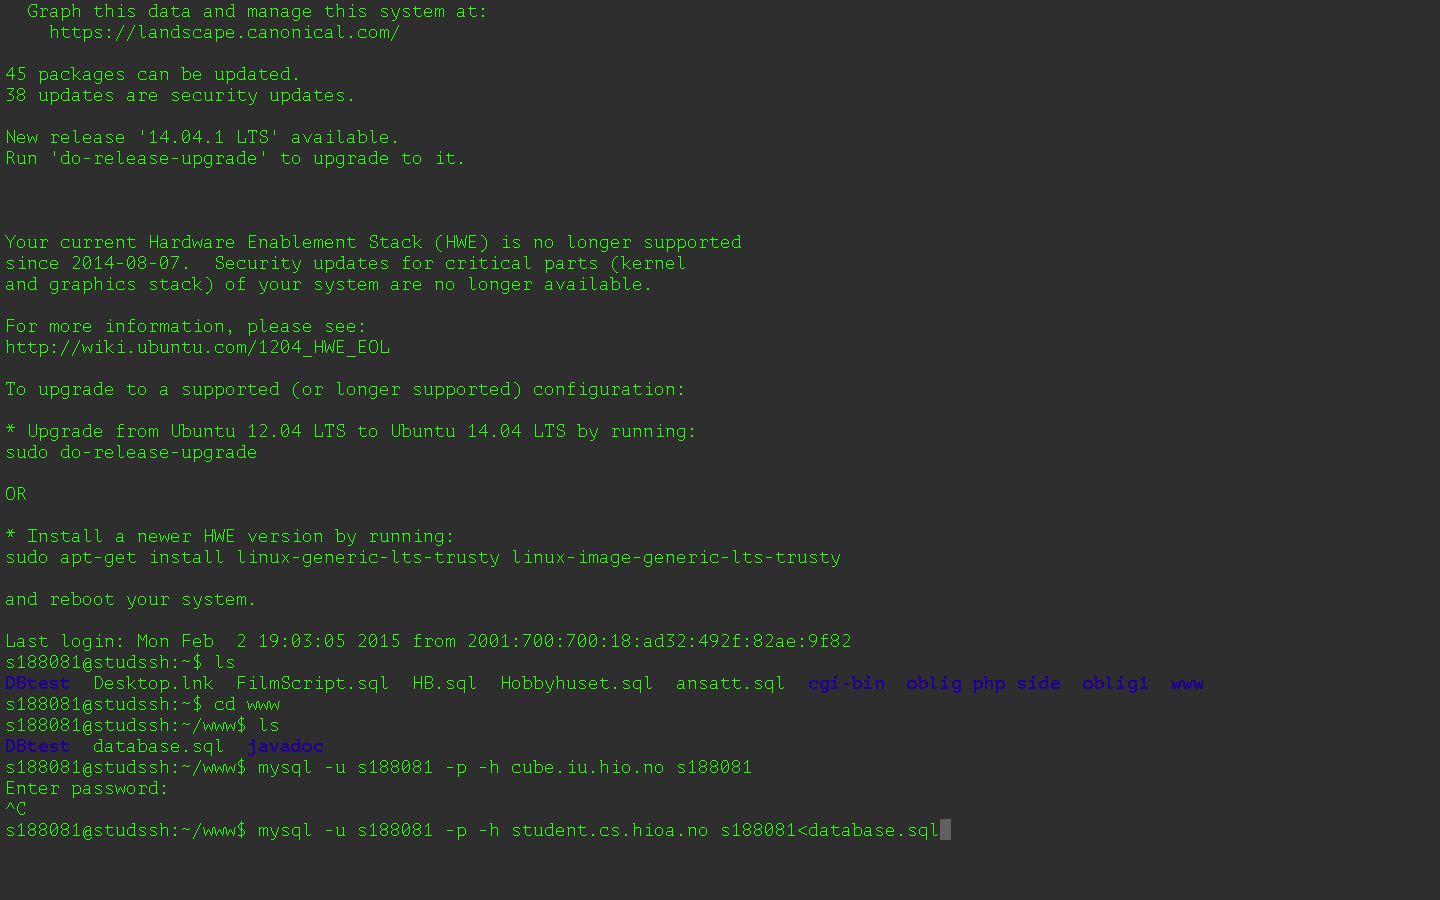 Graph this data and manage this system at:
https://landscape.canonical.com/
45 packages can be updated.
38 updates are security updates.
New release '14.04.1 LTS' available.
Run 'do-release-upgrade' to upgrade to it.
Your current Hardware Enablement Stack (HWE) is no longer supported
since 2014-08-07.  Security updates for critical parts (kernel
and graphics stack) of your system are no longer available.
For more information, please see:
http://wiki.ubuntu.com/1204_HWE_EOL
To upgrade to a supported (or longer supported) configuration:
* Upgrade from Ubuntu 12.04 LTS to Ubuntu 14.04 LTS by running:
sudo do-release-upgrade
OR
* Install a newer HWE version by running:
sudo apt-get install linux-generic-lts-trusty linux-image-generic-lts-trusty
and reboot your system.
Last login: Mon Feb  2 19:03:05 2015 from 2001:700:700:18:ad32:492f:82ae:9f82
s188081@studssh:~$ ls
DBtest  Desktop.lnk  FilmScript.sql  HB.sql  Hobbyhuset.sql  ansatt.sql  cgi-bin  oblig php side  oblig1  www
s188081@studssh:~$ cd www
s188081@studssh:~/www$ ls
DBtest  database.sql  javadoc
s188081@studssh:~/www$ mysql -u s188081 -p -h cube.iu.hio.no s188081
Enter password:
^C
s188081@studssh:~/www$ mysql -u s188081 -p -h student.cs.hioa.no s188081<database.sql